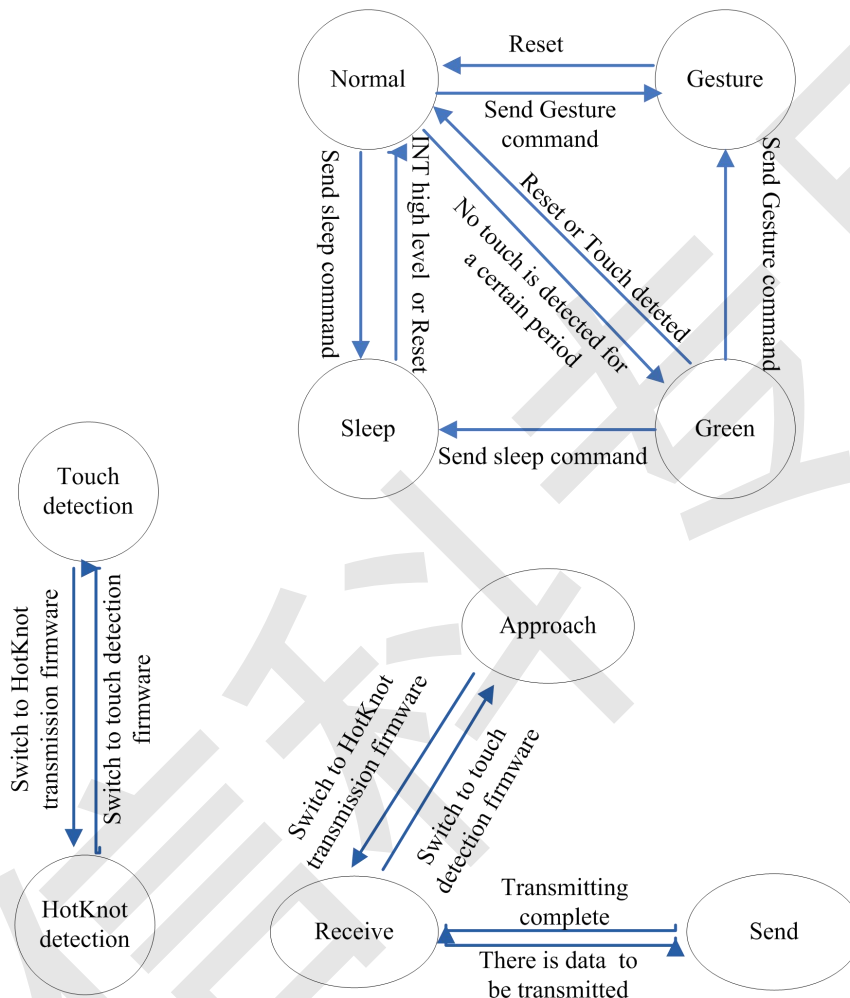 Normal
Reset
Gesture
Send Gesture
command
Send sleep command
INT high level or Reset
Reset or Touch deteted
No touch is detected for
a certain period
Send Gesture command
Sleep
Green
Send sleep command
Touch
detection
Switch to HotKnot
transmission firmware
Switch to touch detection
firmware
HotKnot
detection
Approach
Switch to HotKnot
transmission firmware
Switch to touch
detection firmware
Receive
Transmitting
complete
Send
There is data to
be transmitted